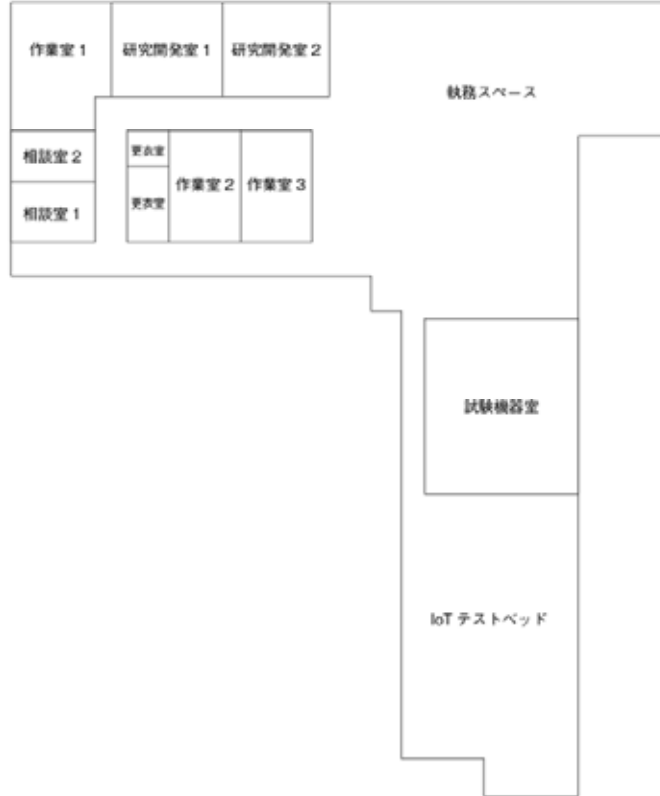 作業室 1
研究開発室 1
研究開発室 2
執務スペース
相談室 2
相談室 1
更衣室
更衣室
作業室 2
作業室 3
試験機器室
IoT テストベッド